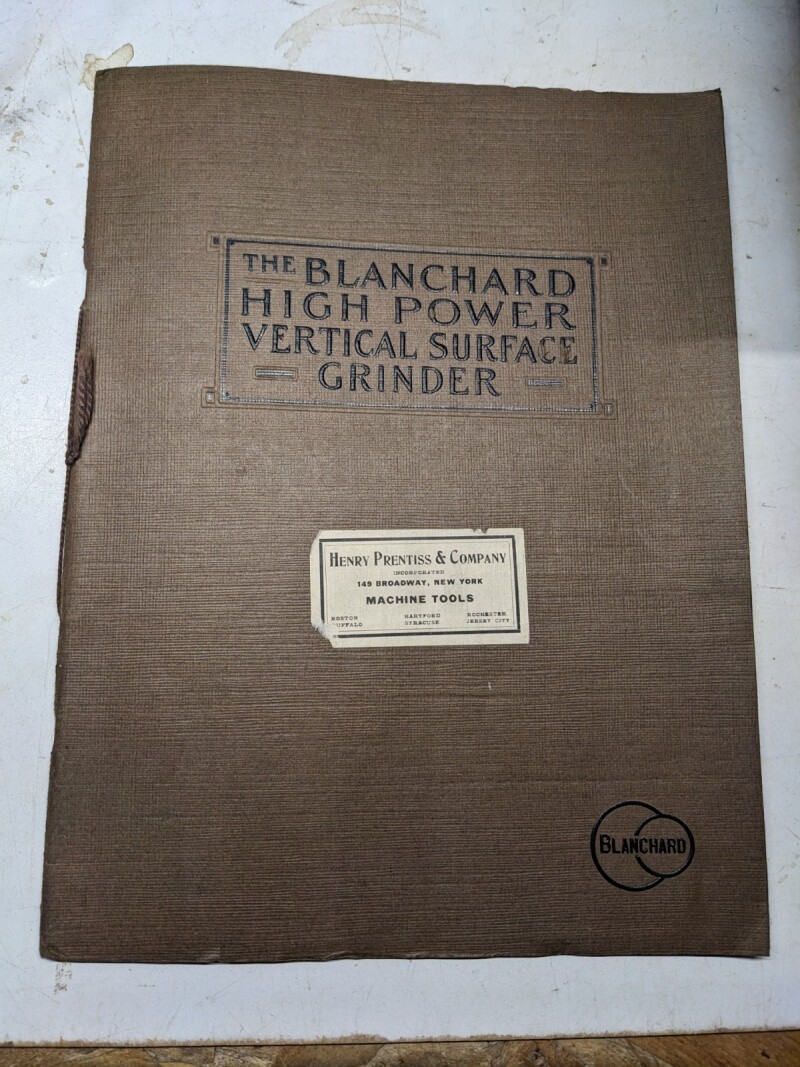 THE BLANCHARD
HIGH POWER
VERTICAL SURFACE
GRINDER
HENRY PRENTISS & COMPANY
INCORPORATED
149 BROADWAY, NEW YORK
MACHINE TOOLS
BOSTON HARTFORD ROCHESTER
UFFALO SYRACUSE JERSEY CITY
BLANCHARD